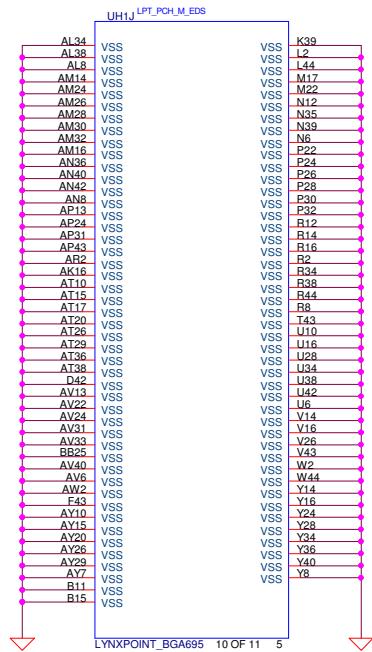 UH1J LPT_PCH_M_EDS
AL34 VSS VSS K39
AL38 VSS VSS L2
AL8 VSS VSS L44
AM14 VSS VSS M17
AM24 VSS VSS M22
AM26 VSS VSS N12
AM28 VSS VSS N35
AM30 VSS VSS N39
AM32 VSS VSS N6
AM16 VSS VSS P22
AN36 VSS VSS P24
AN40 VSS VSS P26
AN42 VSS VSS P28
AN8 VSS VSS P30
AP13 VSS VSS P32
AP24 VSS VSS R12
AP31 VSS VSS R14
AP43 VSS VSS R16
AR2 VSS VSS R2
AK16 VSS VSS R34
AT10 VSS VSS R38
AT15 VSS VSS R44
AT17 VSS VSS R8
AT20 VSS VSS T43
AT26 VSS VSS U10
AT29 VSS VSS U16
AT36 VSS VSS U28
AT38 VSS VSS U34
D42 VSS VSS U38
AV13 VSS VSS U42
AV22 VSS VSS U6
AV24 VSS VSS V14
AV31 VSS VSS V16
AV33 VSS VSS V26
BB25 VSS VSS V43
AV40 VSS VSS W2
AV6 VSS VSS W44
AW2 VSS VSS Y14
F43 VSS VSS Y16
AY10 VSS VSS Y24
AY15 VSS VSS Y28
AY20 VSS VSS Y34
AY26 VSS VSS Y36
AY29 VSS VSS Y40
AY7 VSS VSS Y8
B11 VSS
B15 VSS
LYNXPOINT_BGA695 10 OF 11 5